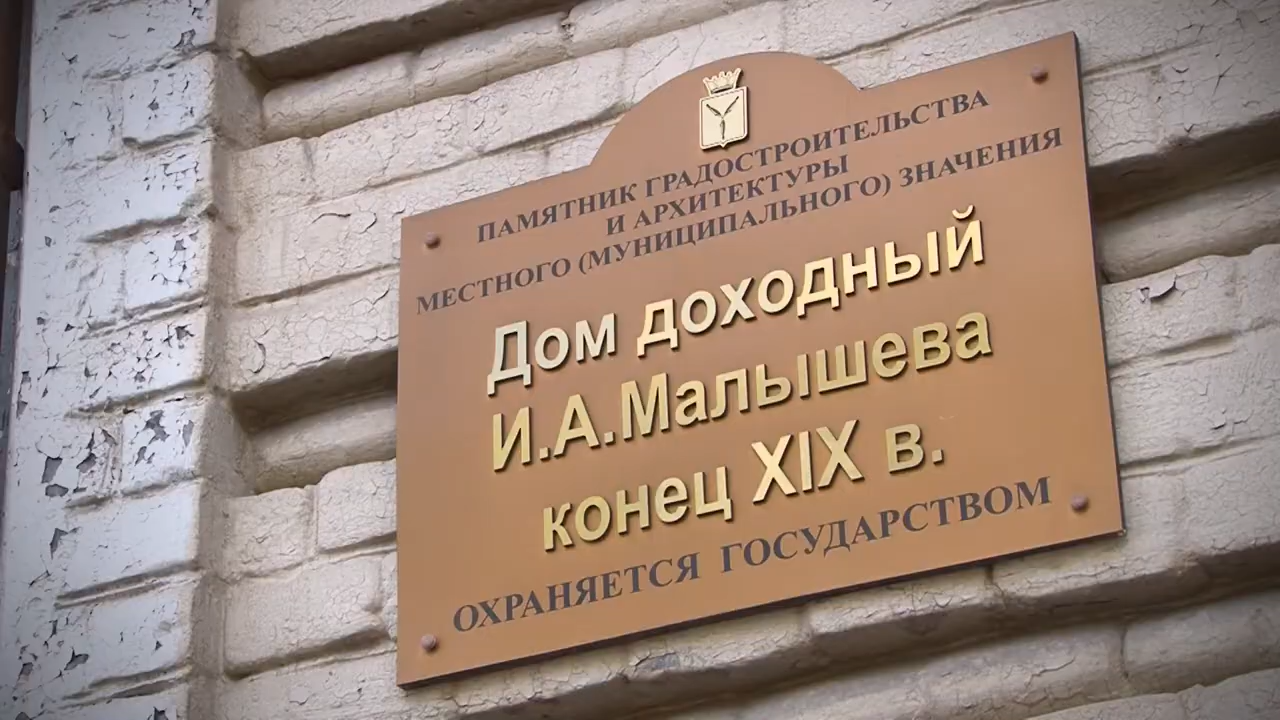 ПАМЯТНИК ГРАДОСТРОИТЕЛЬСТВА
И АРХИТЕКТУРЫ
МЕСТНОГО (МУНИЦИПАЛЬНОГО) ЗНАЧЕНИЯ
Дом доходный
И.А.Малышева
конец XIX в.
ОХРАНЯЕТСЯ ГОСУДАРСТВОМ